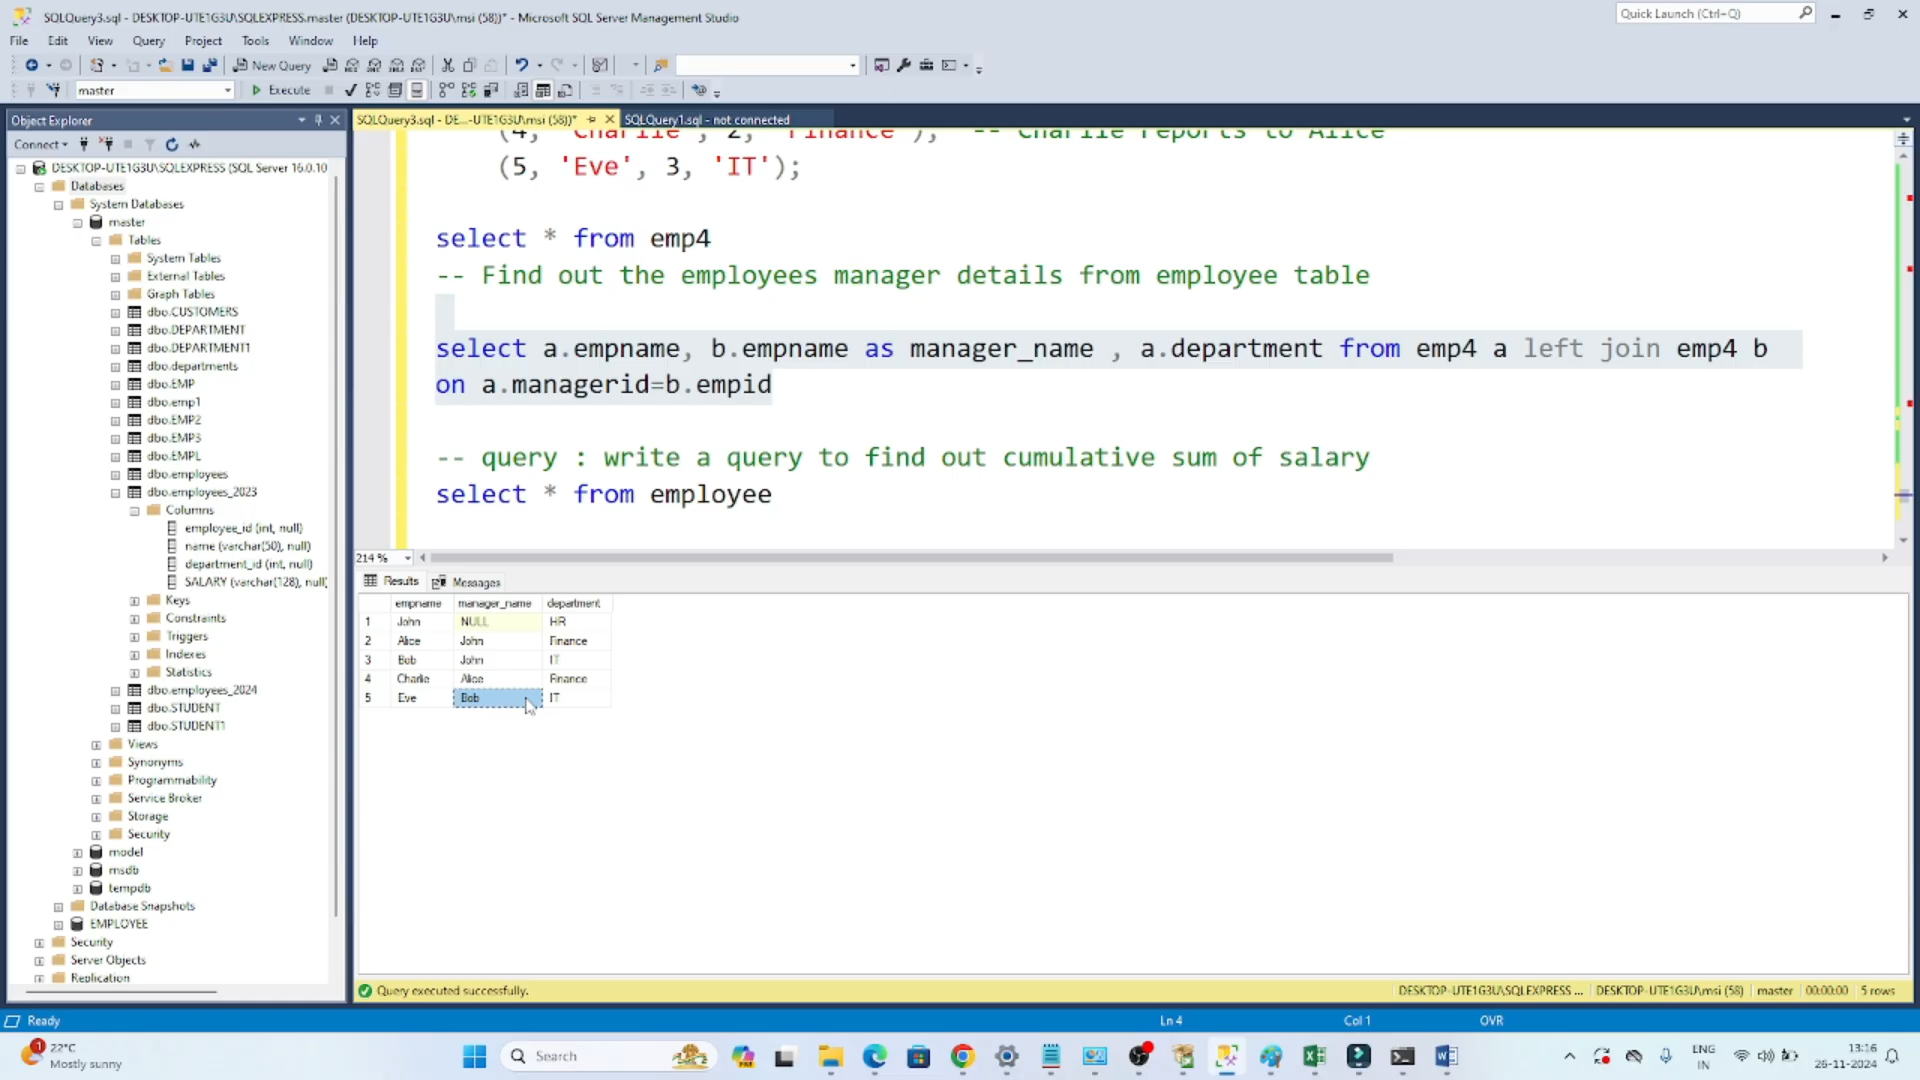 SQLQuery3.sql - DESKTOP-UTE1G3U\SQLEXPRESS.master (DESKTOP-UTE1G3U\msi (58))* - Microsoft SQL Server Management Studio
Quick Launch (Ctrl+Q)
File Edit View Query Project Tools Window Help
New Query
master Execute
Object Explorer
SQLQuery3.sql - DE...-UTE1G3U\msi (58))*
SQLQuery1.sql - not connected
Connect
DESKTOP-UTE1G3U\SQLEXPRESS (SQL Server 16.0.10
Databases
System Databases
master
Tables
System Tables
External Tables
Graph Tables
dbo.CUSTOMERS
dbo.DEPARTMENT
dbo.DEPARTMENT1
dbo.departments
dbo.EMP
dbo.emp1
dbo.EMP2
dbo.EMP3
dbo.EMPL
dbo.employees
dbo.employees_2023
Columns
employee_id (int, null)
name (varchar(50), null)
department_id (int, null)
SALARY (varchar(128), null
Keys
Constraints
Triggers
Indexes
Statistics
dbo.employees_2024
dbo.STUDENT
dbo.STUDENT1
Views
Synonyms
Programmability
Service Broker
Storage
Security
model
msdb
tempdb
Database Snapshots
EMPLOYEE
Security
Server Objects
Replication
(4, 'Charlie', 2, 'Finance'), -- Charlie reports to Alice
(5, 'Eve', 3, 'IT');
select * from emp4
-- Find out the employees manager details from employee table
select a.empname, b.empname as manager_name , a.department from emp4 a left join emp4 b
on a.managerid=b.empid
-- query : write a query to find out cumulative sum of salary
select * from employee
214 %
Results Messages
empname manager_name department
1 John NULL HR
2 Alice John Finance
3 Bob John IT
4 Charlie Alice Finance
5 Eve Bob IT
Query executed successfully.
DESKTOP-UTE1G3U\SQLEXPRESS ... DESKTOP-UTE1G3U\msi (58) master 00:00:00 5 rows
Ready
Ln 4 Col 1 OVR
1
22°C
Mostly sunny
Search
ENG
IN
13:16
26-11-2024